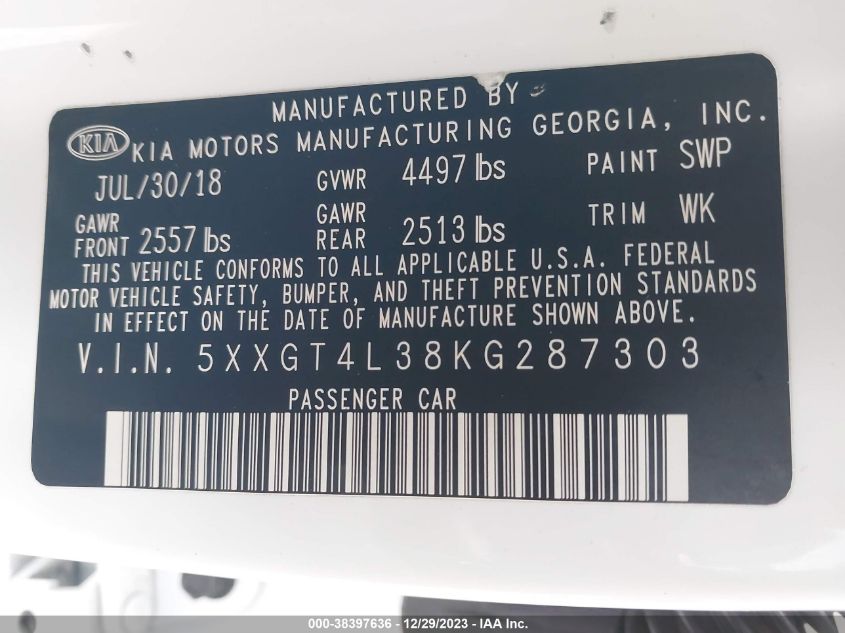 MANUFACTURED BY
KIA KIA MOTORS MANUFACTURING GEORGIA, INC.
JUL/30/18 GVWR 4497 lbs PAINT SWP
GAWR FRONT 2557 lbs GAWR REAR 2513 lbs TRIM WK
THIS VEHICLE CONFORMS TO ALL APPLICABLE U.S.A. FEDERAL
MOTOR VEHICLE SAFETY, BUMPER, AND THEFT PREVENTION STANDARDS
IN EFFECT ON THE DATE OF MANUFACTURE SHOWN ABOVE.
V.I.N. 5XXGT4L38KG287303
PASSENGER CAR
000-38397636 - 12/29/2023 - IAA Inc.